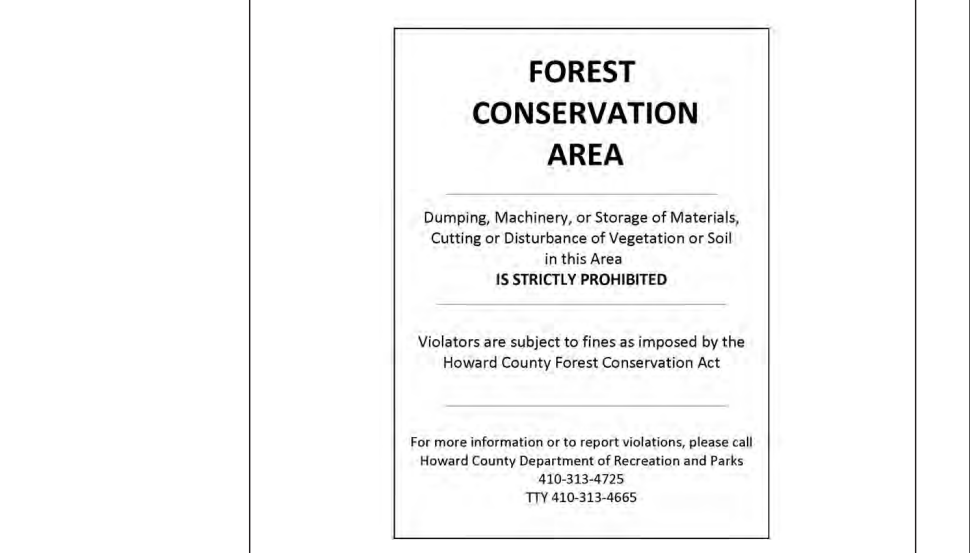 FOREST
CONSERVATION
AREA
Dumping, Machinery, or Storage of Materials,
Cutting or Disturbance of Vegetation or Soil
in this Area
IS STRICTLY PROHIBITED
Violators are subject to fines as imposed by the
Howard County Forest Conservation Act
For more information or to report violations, please call
Howard County Department of Recreation and Parks
410-313-4725
TTY 410-313-4665